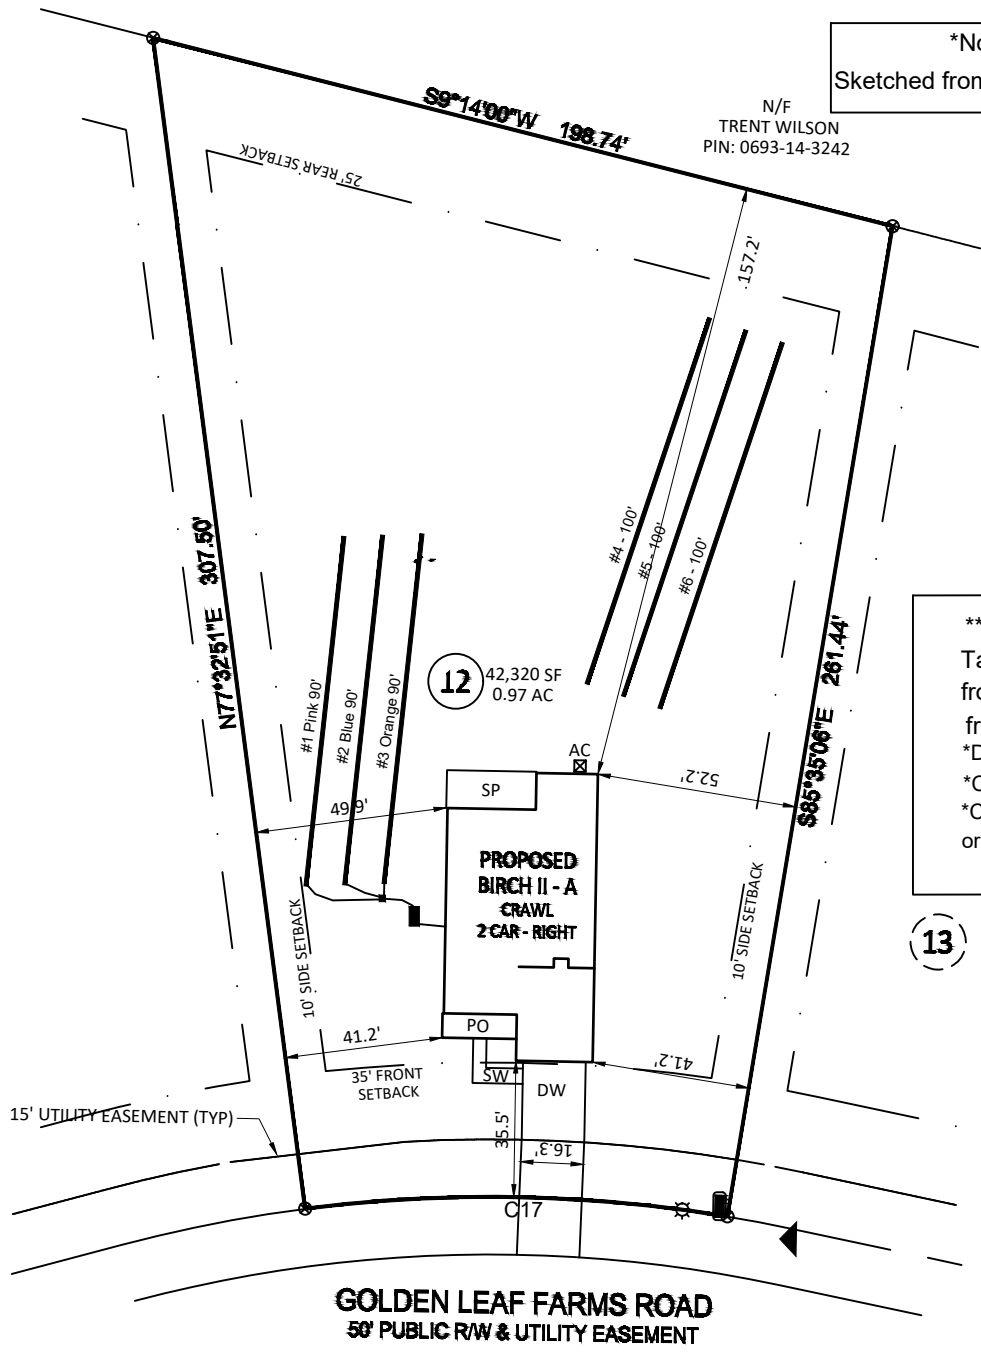 *No
Sketched from
S9°14'00"W 198.74'
N/F
TRENT WILSON
PIN: 0693-14-3242
25' REAR SETBACK
157.2'
#4 - 100'
#5 - 100'
#6 - 100'
N77°32'51"E 307.50'
S85°35'06"E 261.44'
#1 Pink 90'
#2 Blue 90'
#3 Orange 90'
12
42,320 SF
0.97 AC
**
Ta
fro
fr
*D
*C
*C
or
AC
SP
49.9'
52.2'
PROPOSED
BIRCH II - A
CRAWL
2 CAR - RIGHT
10' SIDE SETBACK
10' SIDE SETBACK
13
PO
41.2'
41.2'
35' FRONT
SETBACK
SW
DW
15' UTILITY EASEMENT (TYP)
35.5'
16.3'
C17
GOLDEN LEAF FARMS ROAD
50' PUBLIC R/W & UTILITY EASEMENT